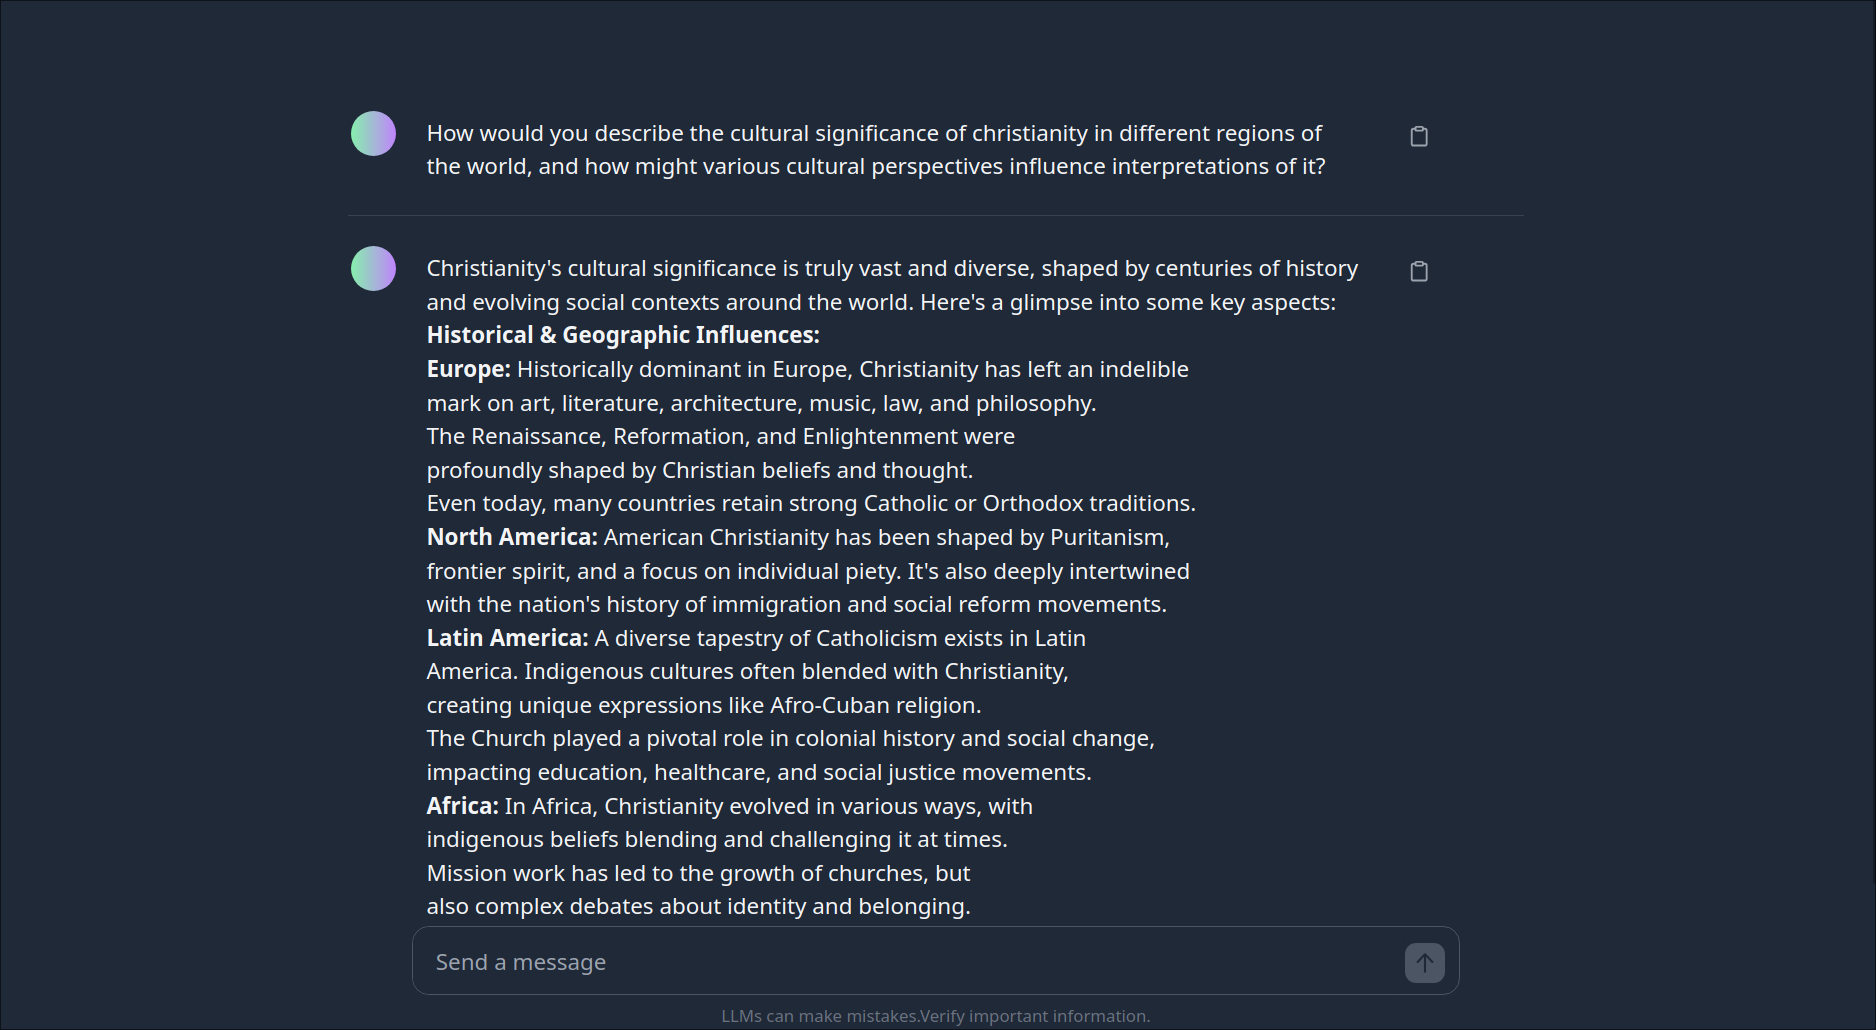 How would you describe the cultural significance of christianity in different regions of
the world, and how might various cultural perspectives influence interpretations of it?
Christianity's cultural significance is truly vast and diverse, shaped by centuries of history
and evolving social contexts around the world. Here's a glimpse into some key aspects:
Historical & Geographic Influences:
Europe: Historically dominant in Europe, Christianity has left an indelible
mark on art, literature, architecture, music, law, and philosophy.
The Renaissance, Reformation, and Enlightenment were
profoundly shaped by Christian beliefs and thought.
Even today, many countries retain strong Catholic or Orthodox traditions.
North America: American Christianity has been shaped by Puritanism,
frontier spirit, and a focus on individual piety. It's also deeply intertwined
with the nation's history of immigration and social reform movements.
Latin America: A diverse tapestry of Catholicism exists in Latin
America. Indigenous cultures often blended with Christianity,
creating unique expressions like Afro-Cuban religion.
The Church played a pivotal role in colonial history and social change,
impacting education, healthcare, and social justice movements.
Africa: In Africa, Christianity evolved in various ways, with
indigenous beliefs blending and challenging it at times.
Mission work has led to the growth of churches, but
also complex debates about identity and belonging.
Send a message
LLMs can make mistakes.Verify important information.